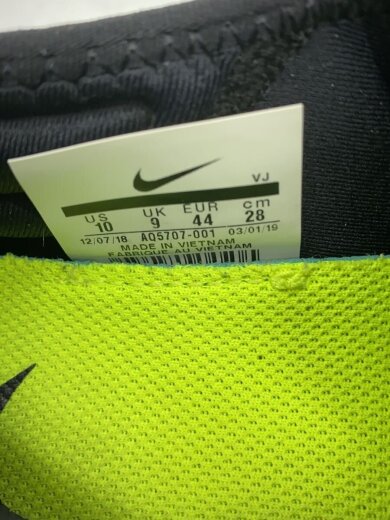 VJ
US UK EUR cm
10 9 44 28
12/07/18 AQ5707-001 03/01/19
MADE IN VIETNAM
FABRIQUE AU VIETNAM